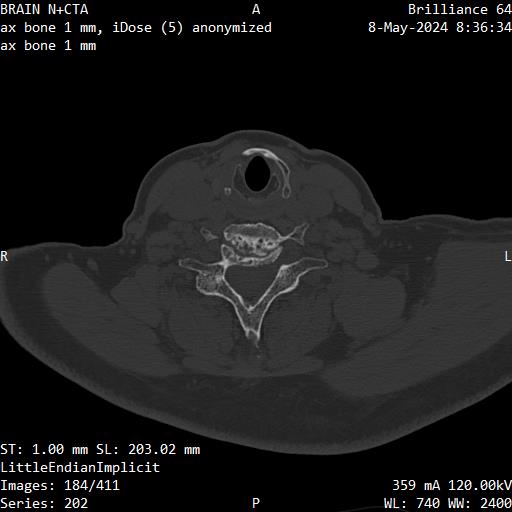 BRAIN N+CTA
ax bone 1 mm, iDose (5) anonymized
ax bone 1 mm
A
Brilliance 64
8-May-2024 8:36:34
R
L
ST: 1.00 mm SL: 203.02 mm
LittleEndianImplicit
Images: 184/411
Series: 202
P
359 mA 120.00kV
WL: 740 WW: 2400